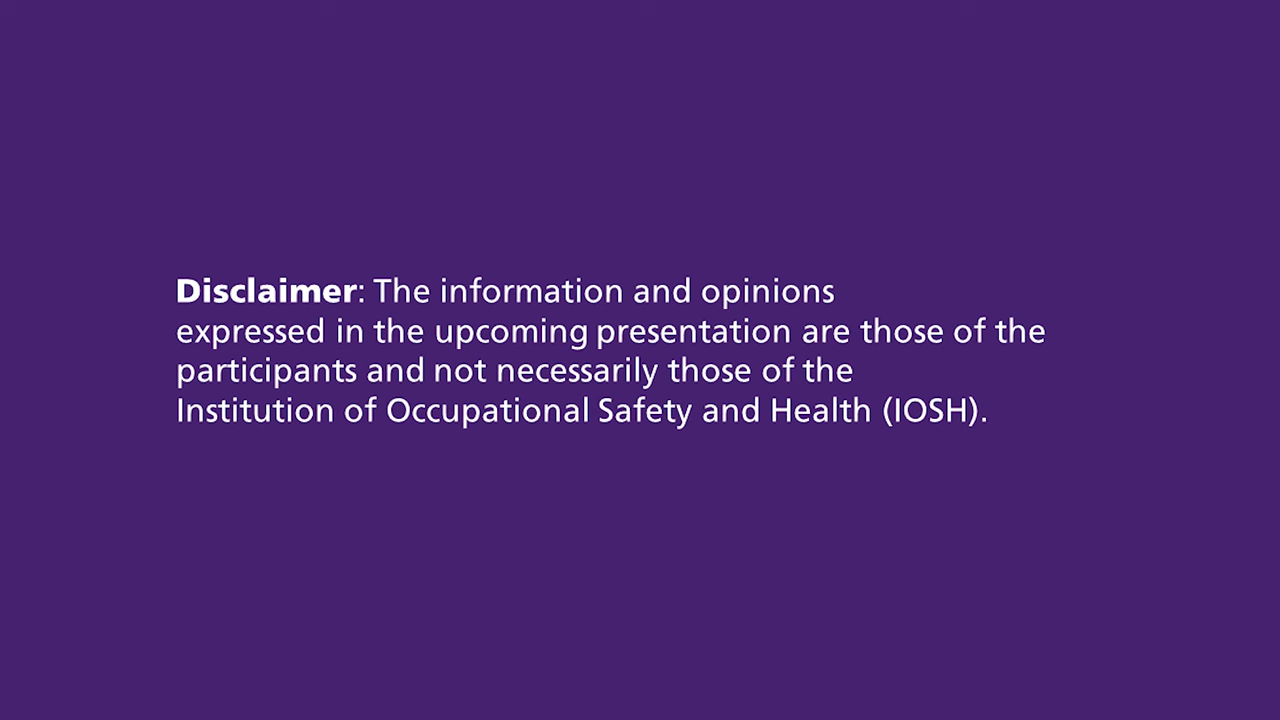 Disclaimer: The information and opinions
expressed in the upcoming presentation are those of the
participants and not necessarily those of the
Institution of Occupational Safety and Health (IOSH).